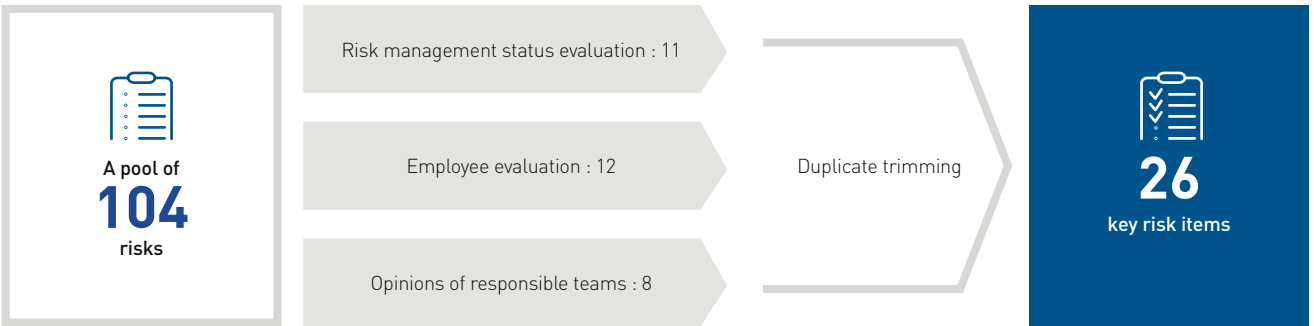 A pool of
104
risks
Risk management status evaluation : 11
Employee evaluation : 12
Opinions of responsible teams : 8
Duplicate trimming
26
key risk items